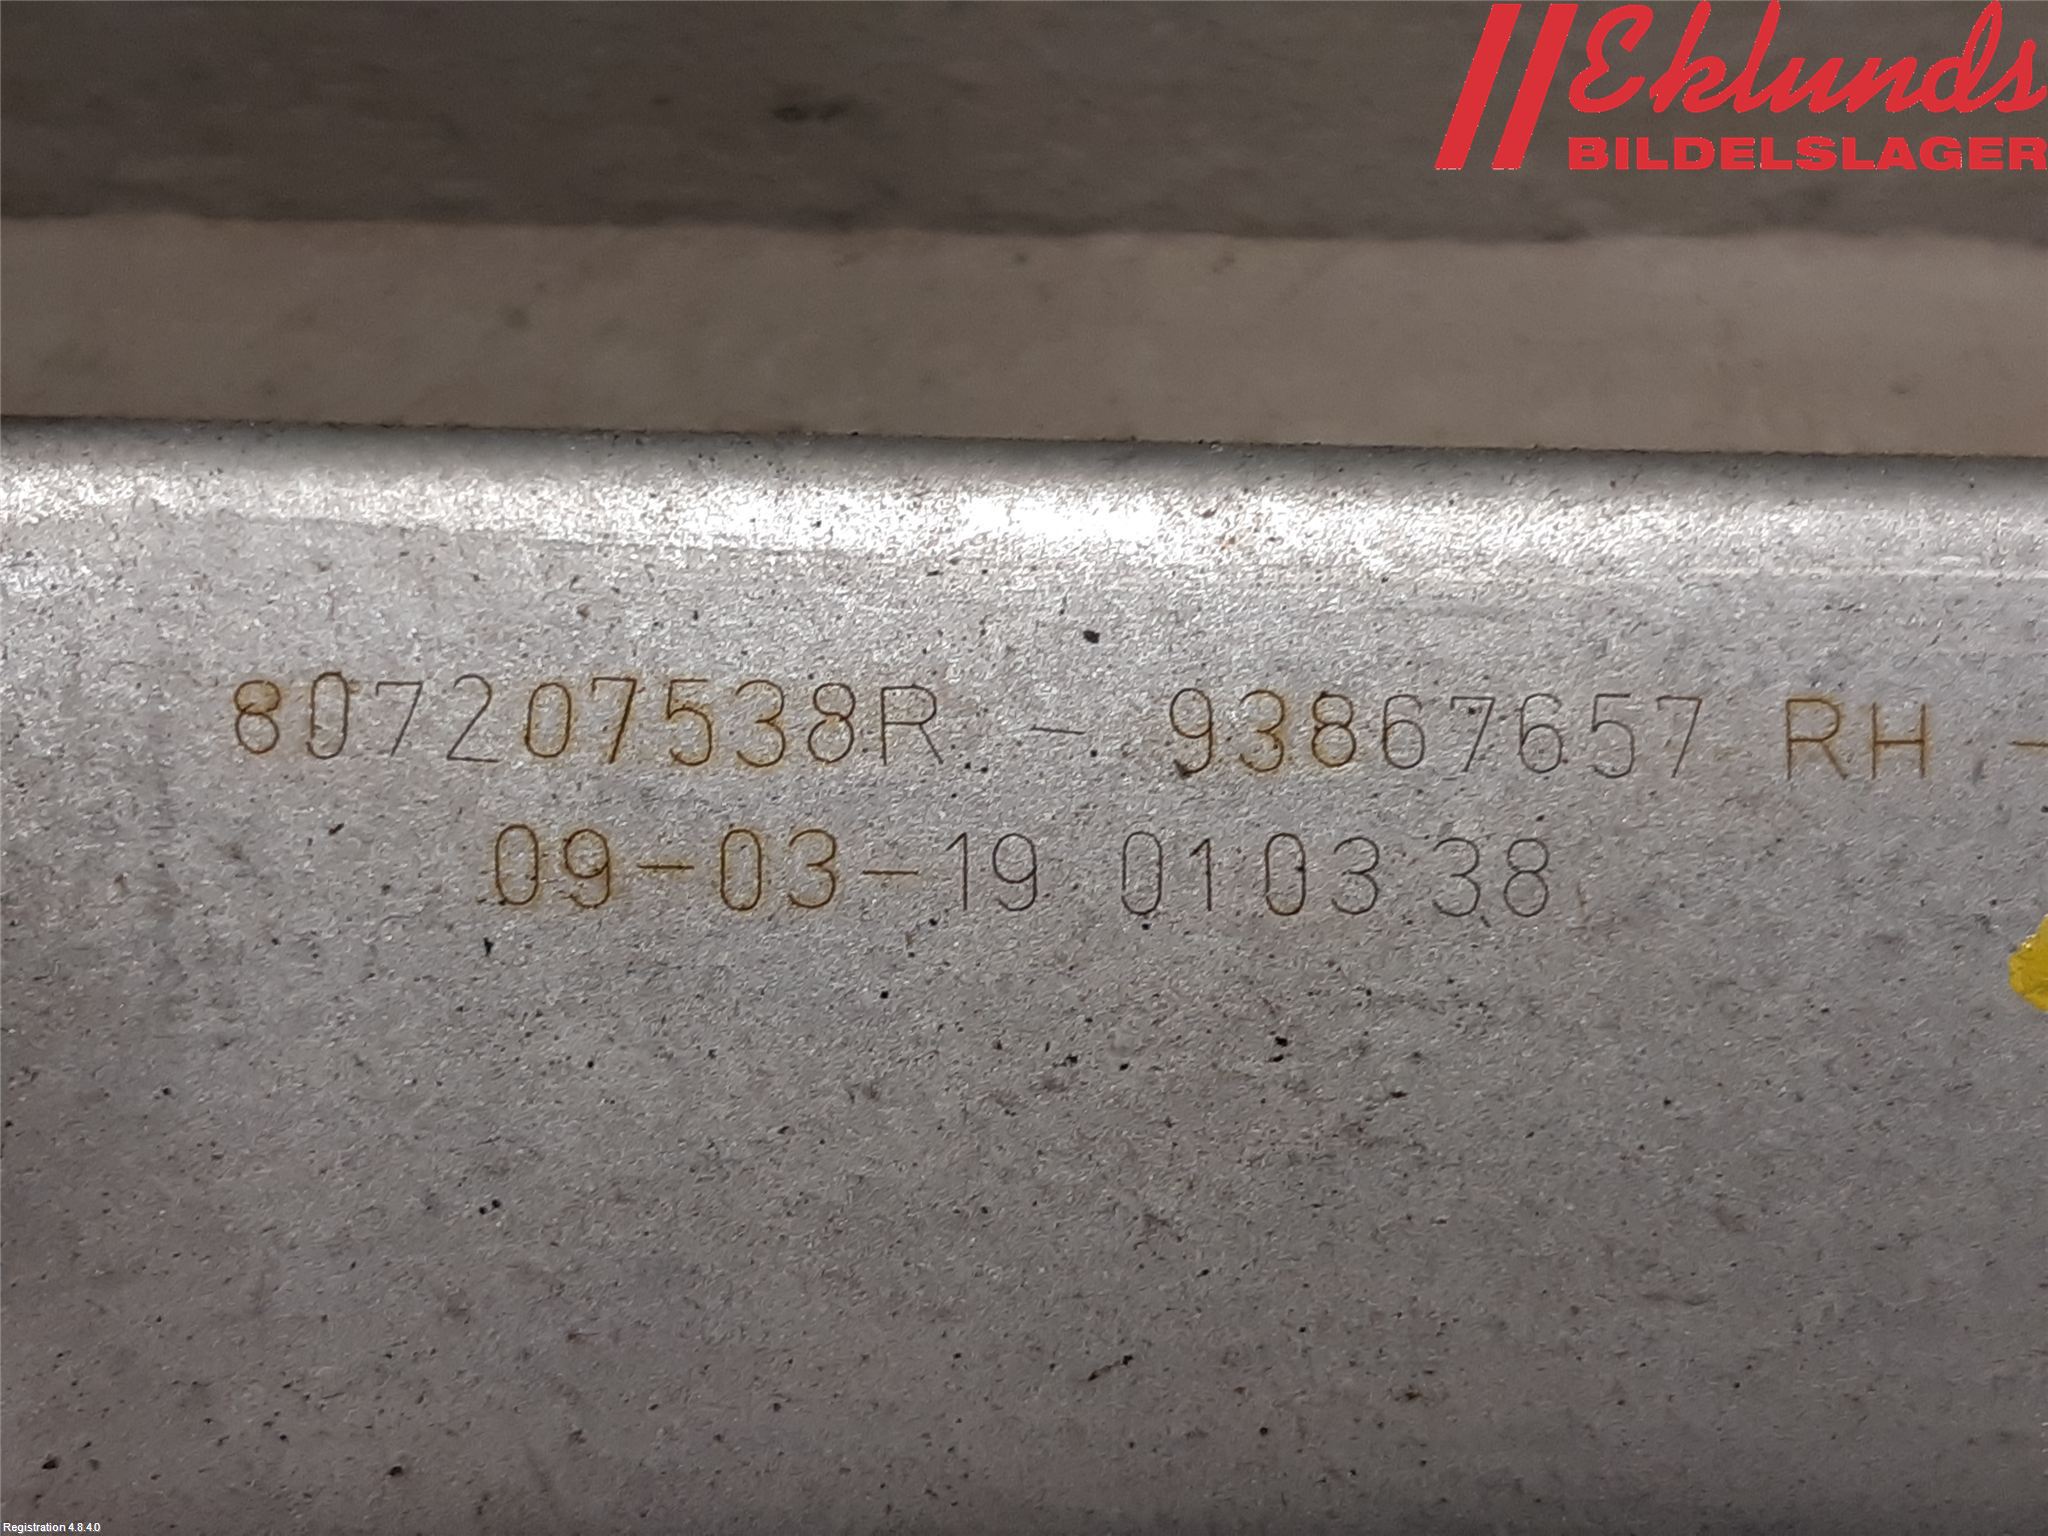 Eklunds
BILDELSLAGER
807207538R - 93867657 RH -
09-03-19 010338
Registration 4.8.4.0